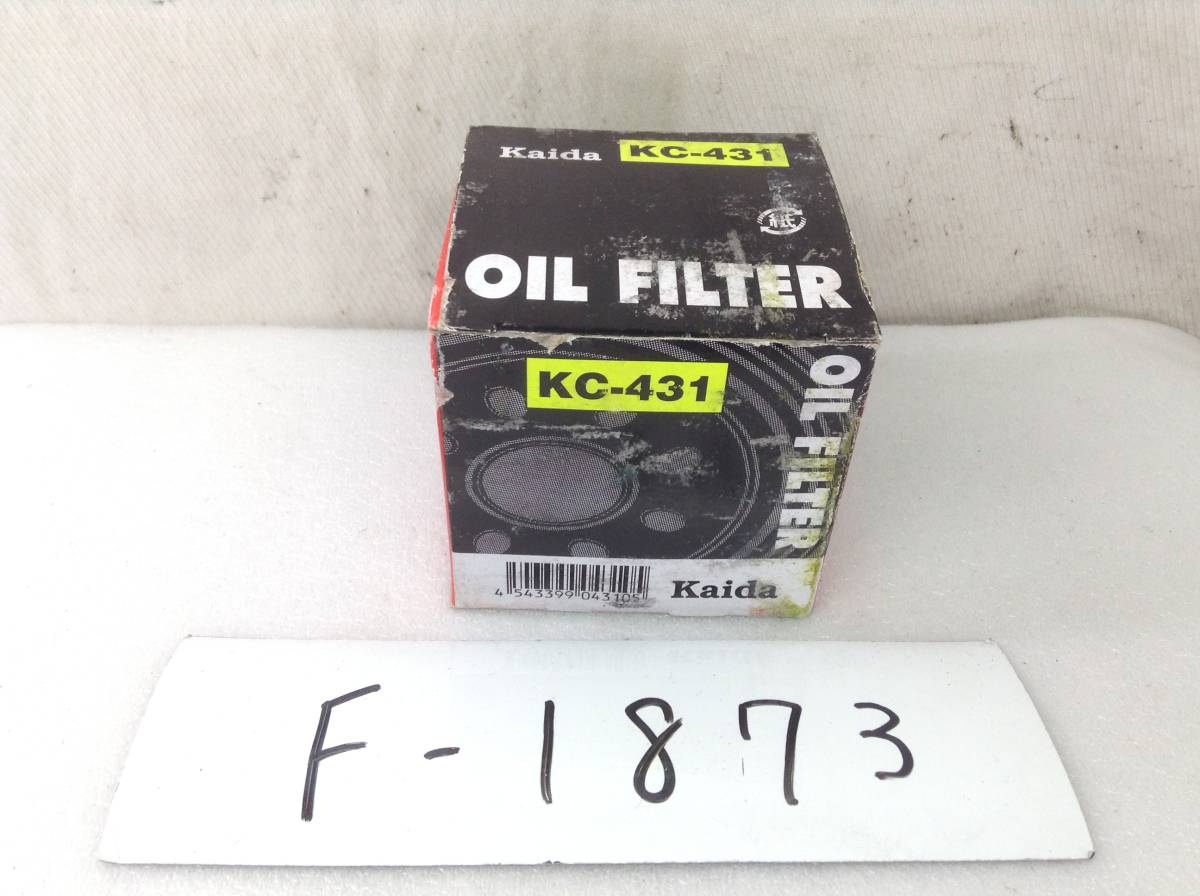 Kaida KC-431
紙
OIL FILTER
KC-431
OIL FILTER
4 543399 043105
Kaida
F-1873